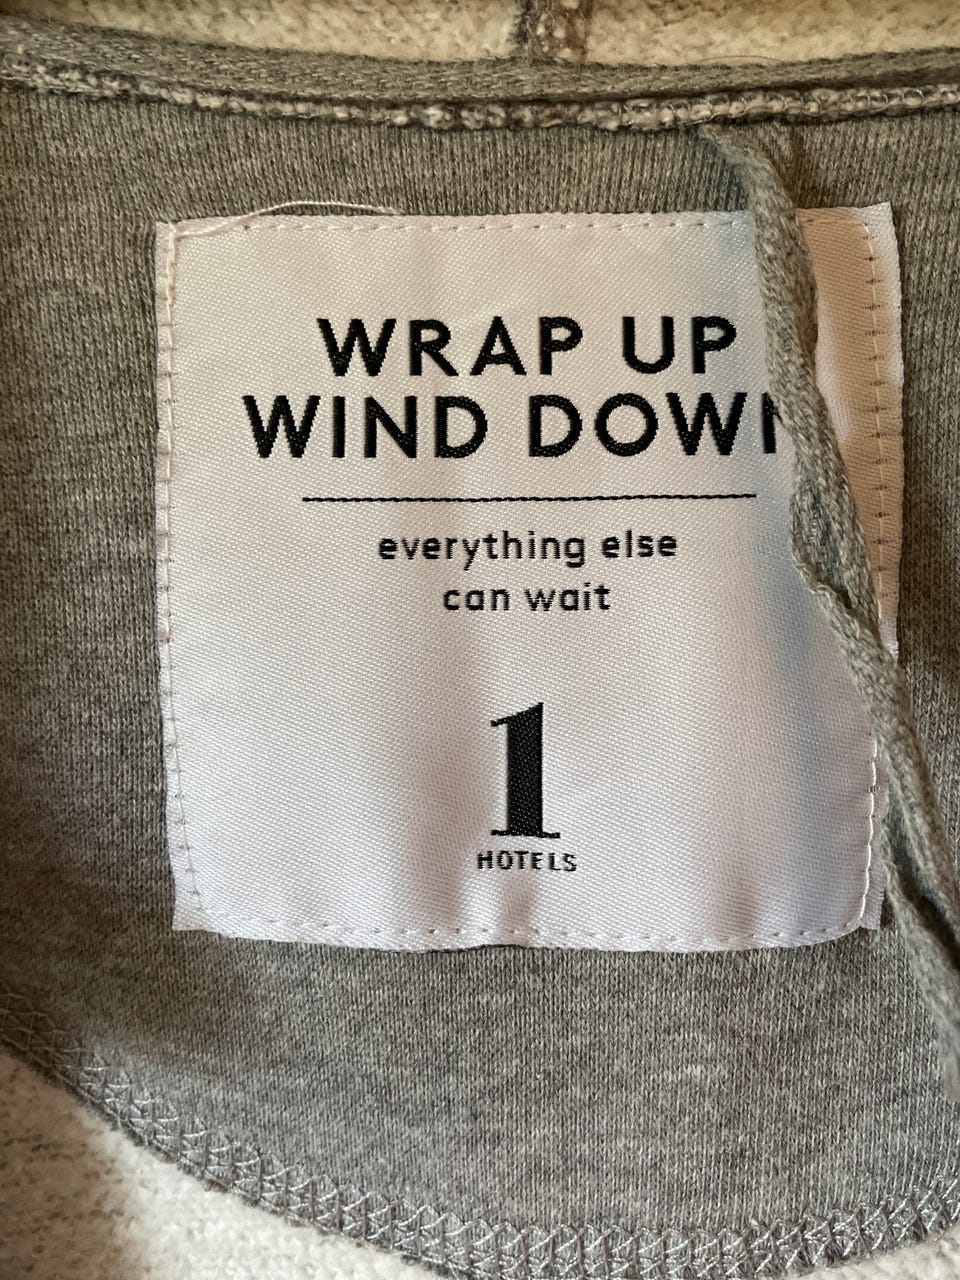 WRAP UP
WIND DOWN
everything else
can wait
1
HOTELS